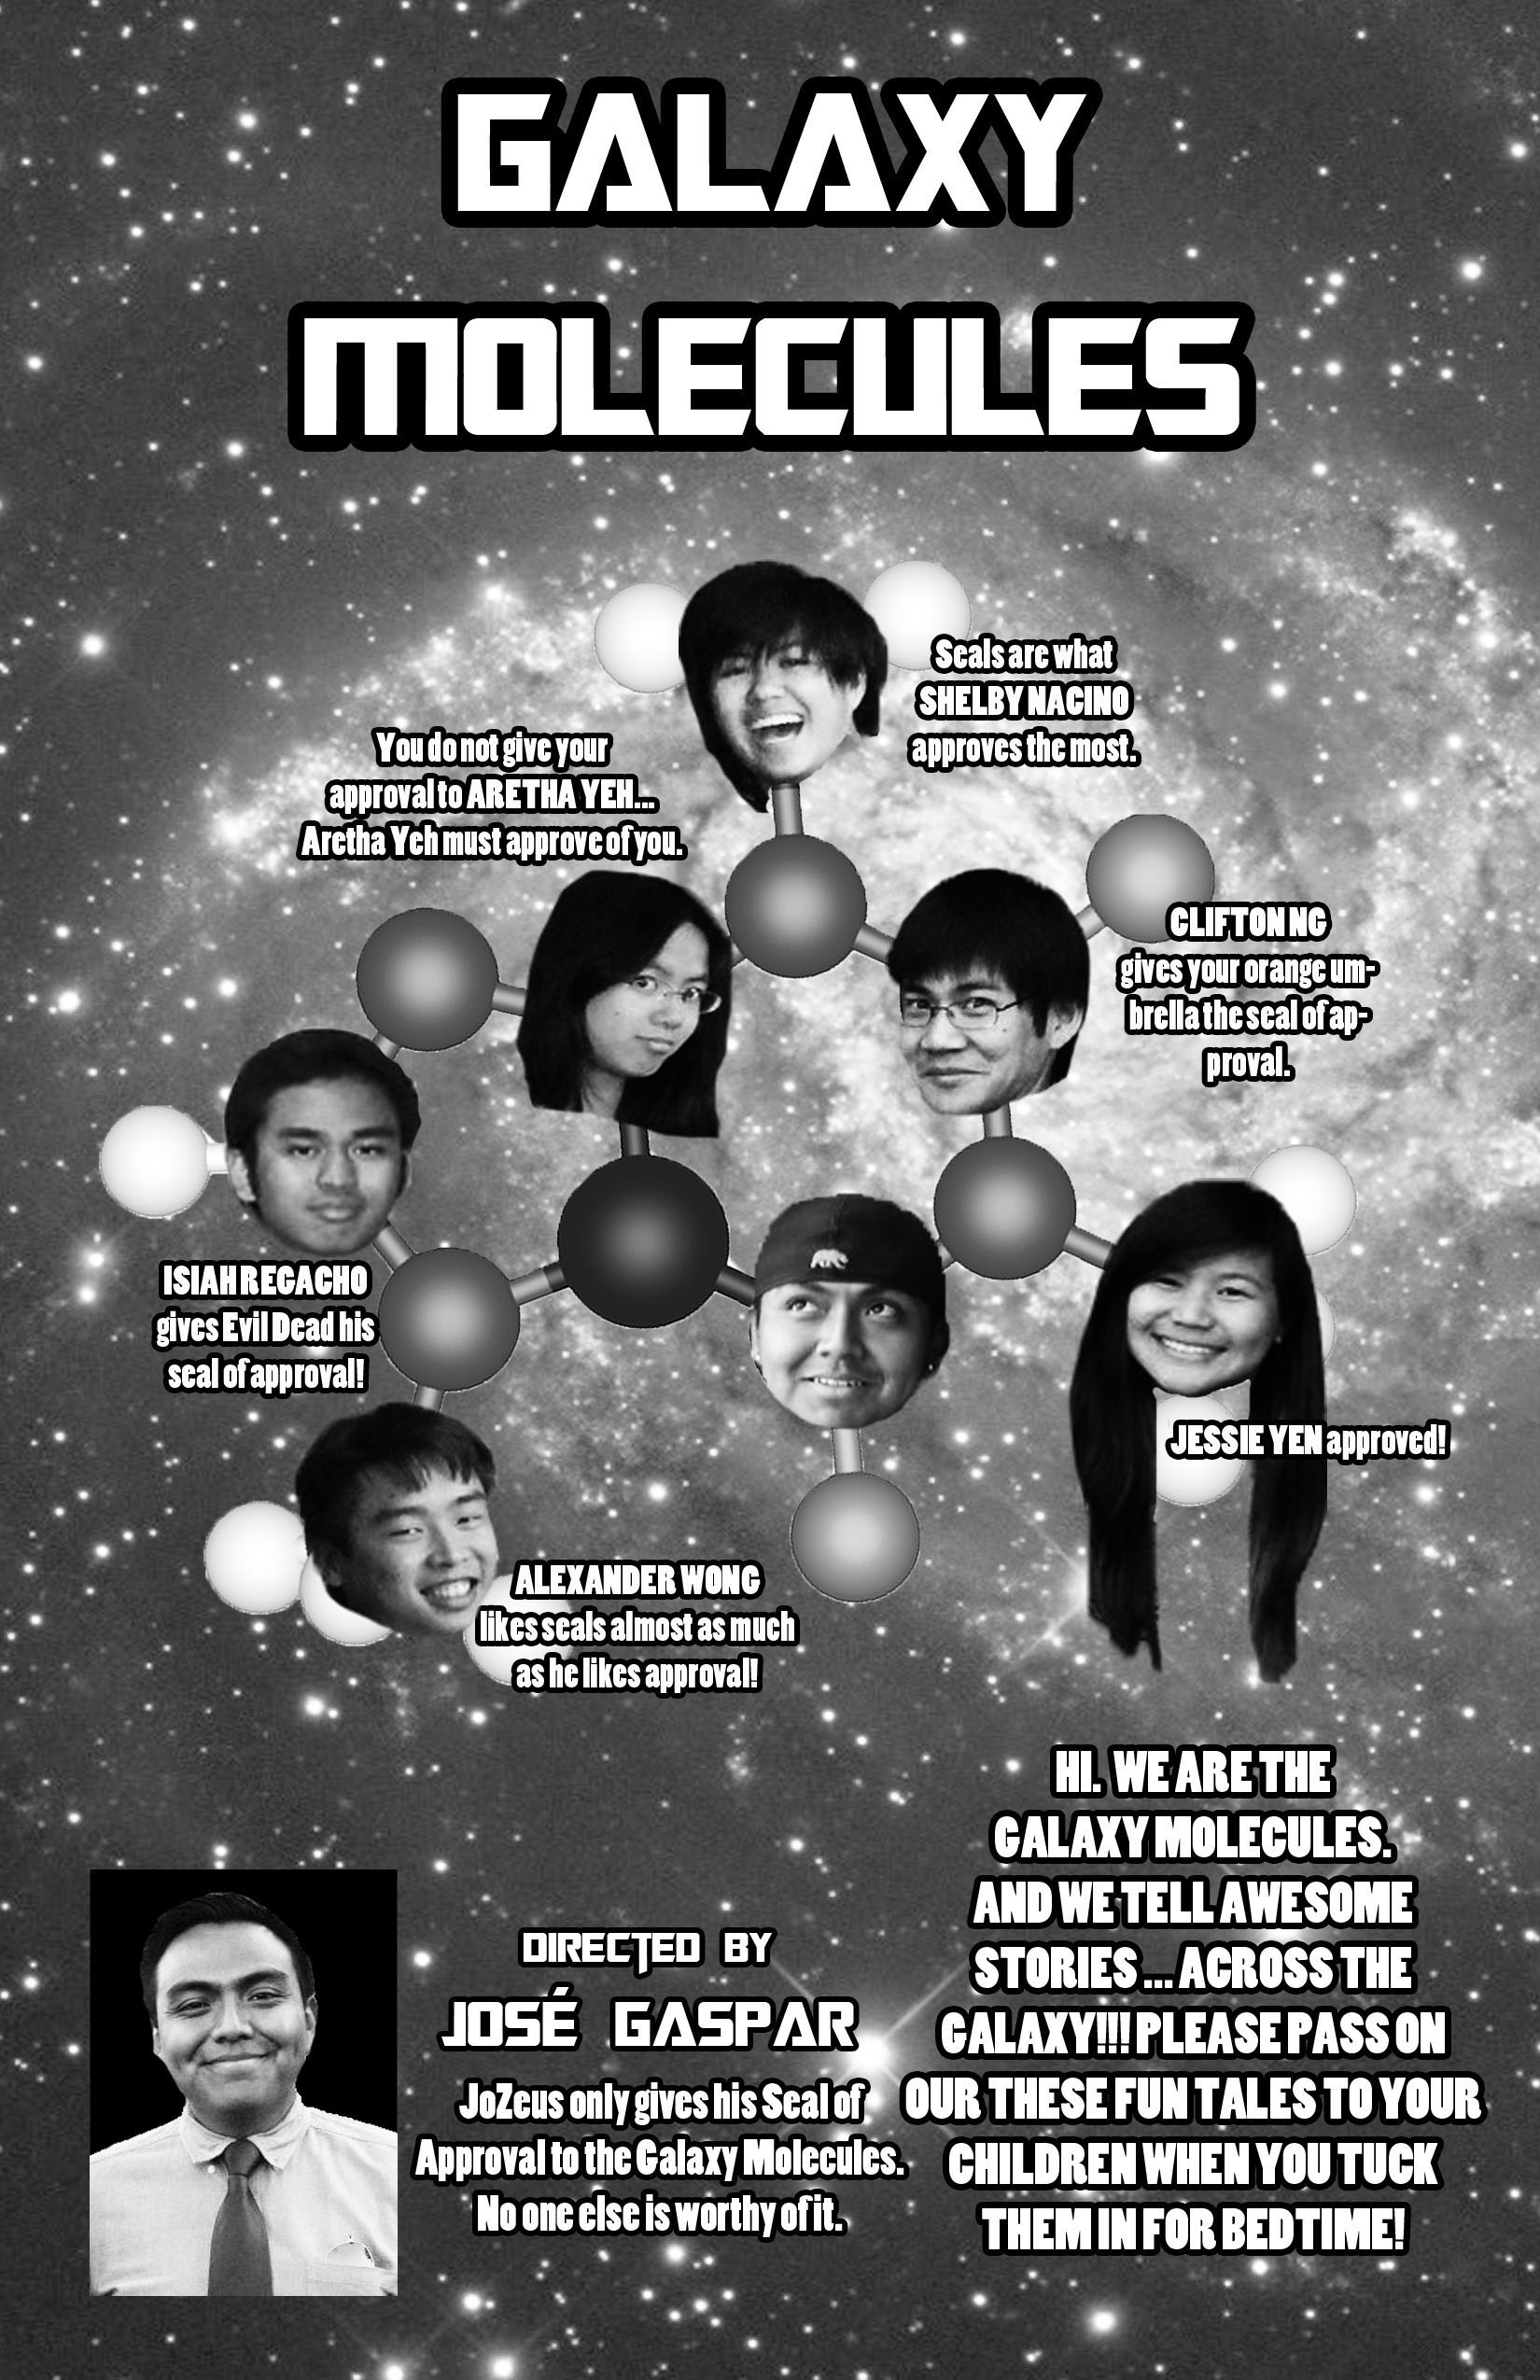 GALAXY
MOLECULES
Seals are what
SHELBY NACINO
approves the most.
You do not give your
approval to ARETHA YEH...
Aretha Yeh must approve of you.
CLIFTON NG
gives your orange um-
brella the seal of ap-
proval.
ISIAH REGACHO
gives Evil Dead his
seal of approval!
JESSIE YEN approved!
ALEXANDER WONG
likes seals almost as much
as he likes approval!
DIRECTED BY
JOSÉ GASPAR
JoZeus only gives his Seal of
Approval to the Galaxy Molecules.
No one else is worthy of it.
HI. WE ARE THE
GALAXY MOLECULES.
AND WE TELL AWESOME
STORIES ... ACROSS THE
GALAXY!!! PLEASE PASS ON
OUR THESE FUN TALES TO YOUR
CHILDREN WHEN YOU TUCK
THEM IN FOR BEDTIME!